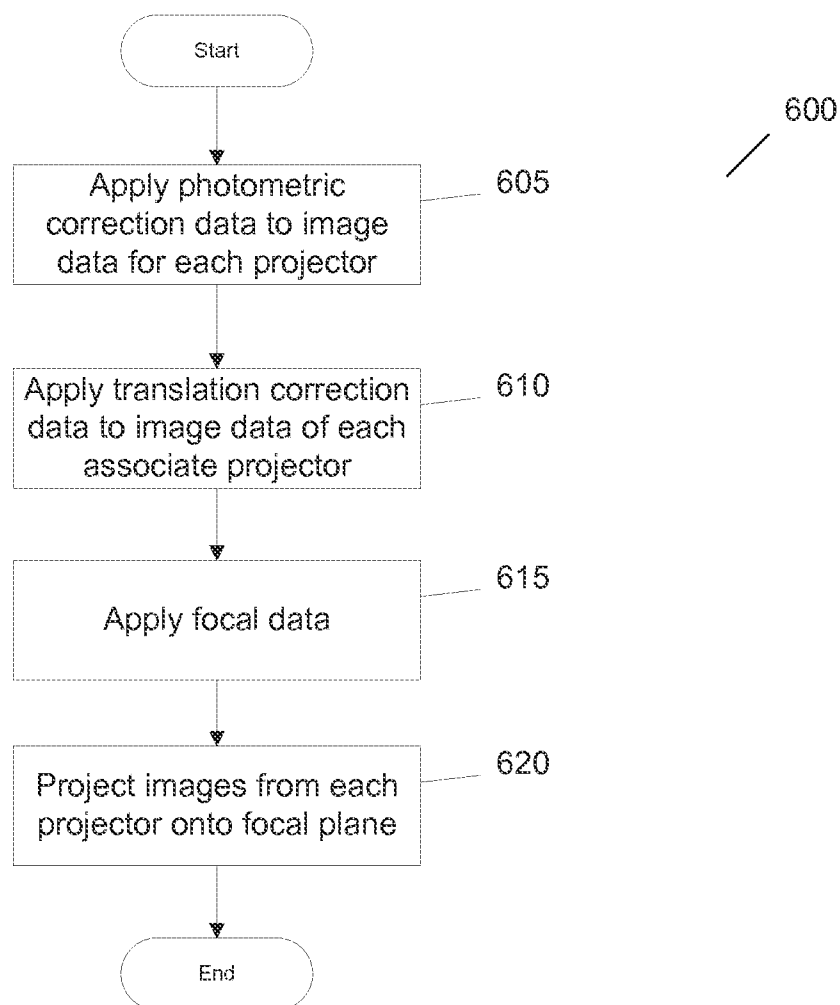 Start
600
Apply photometric
correction data to image
data for each projector
605
Apply translation correction
data to image data of each
associate projector
610
Apply focal data
615
Project images from each
projector onto focal plane
620
End